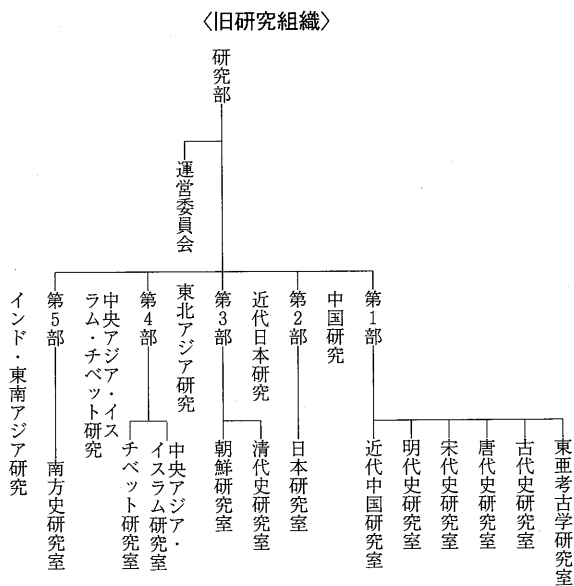 〈旧研究組織〉
研究部
運営委員会
第1部
中国研究
第2部
近代日本研究
第3部
東北アジア研究
第4部
中央アジア・イス
ラム・チベット研究
第5部
インド・東南アジア研究
東亜考古学研究室
古代史研究室
唐代史研究室
宋代史研究室
明代史研究室
近代中国研究室
日本研究室
清代史研究室
朝鮮研究室
中央アジア・
イスラム研究室
チベット研究室
南方史研究室